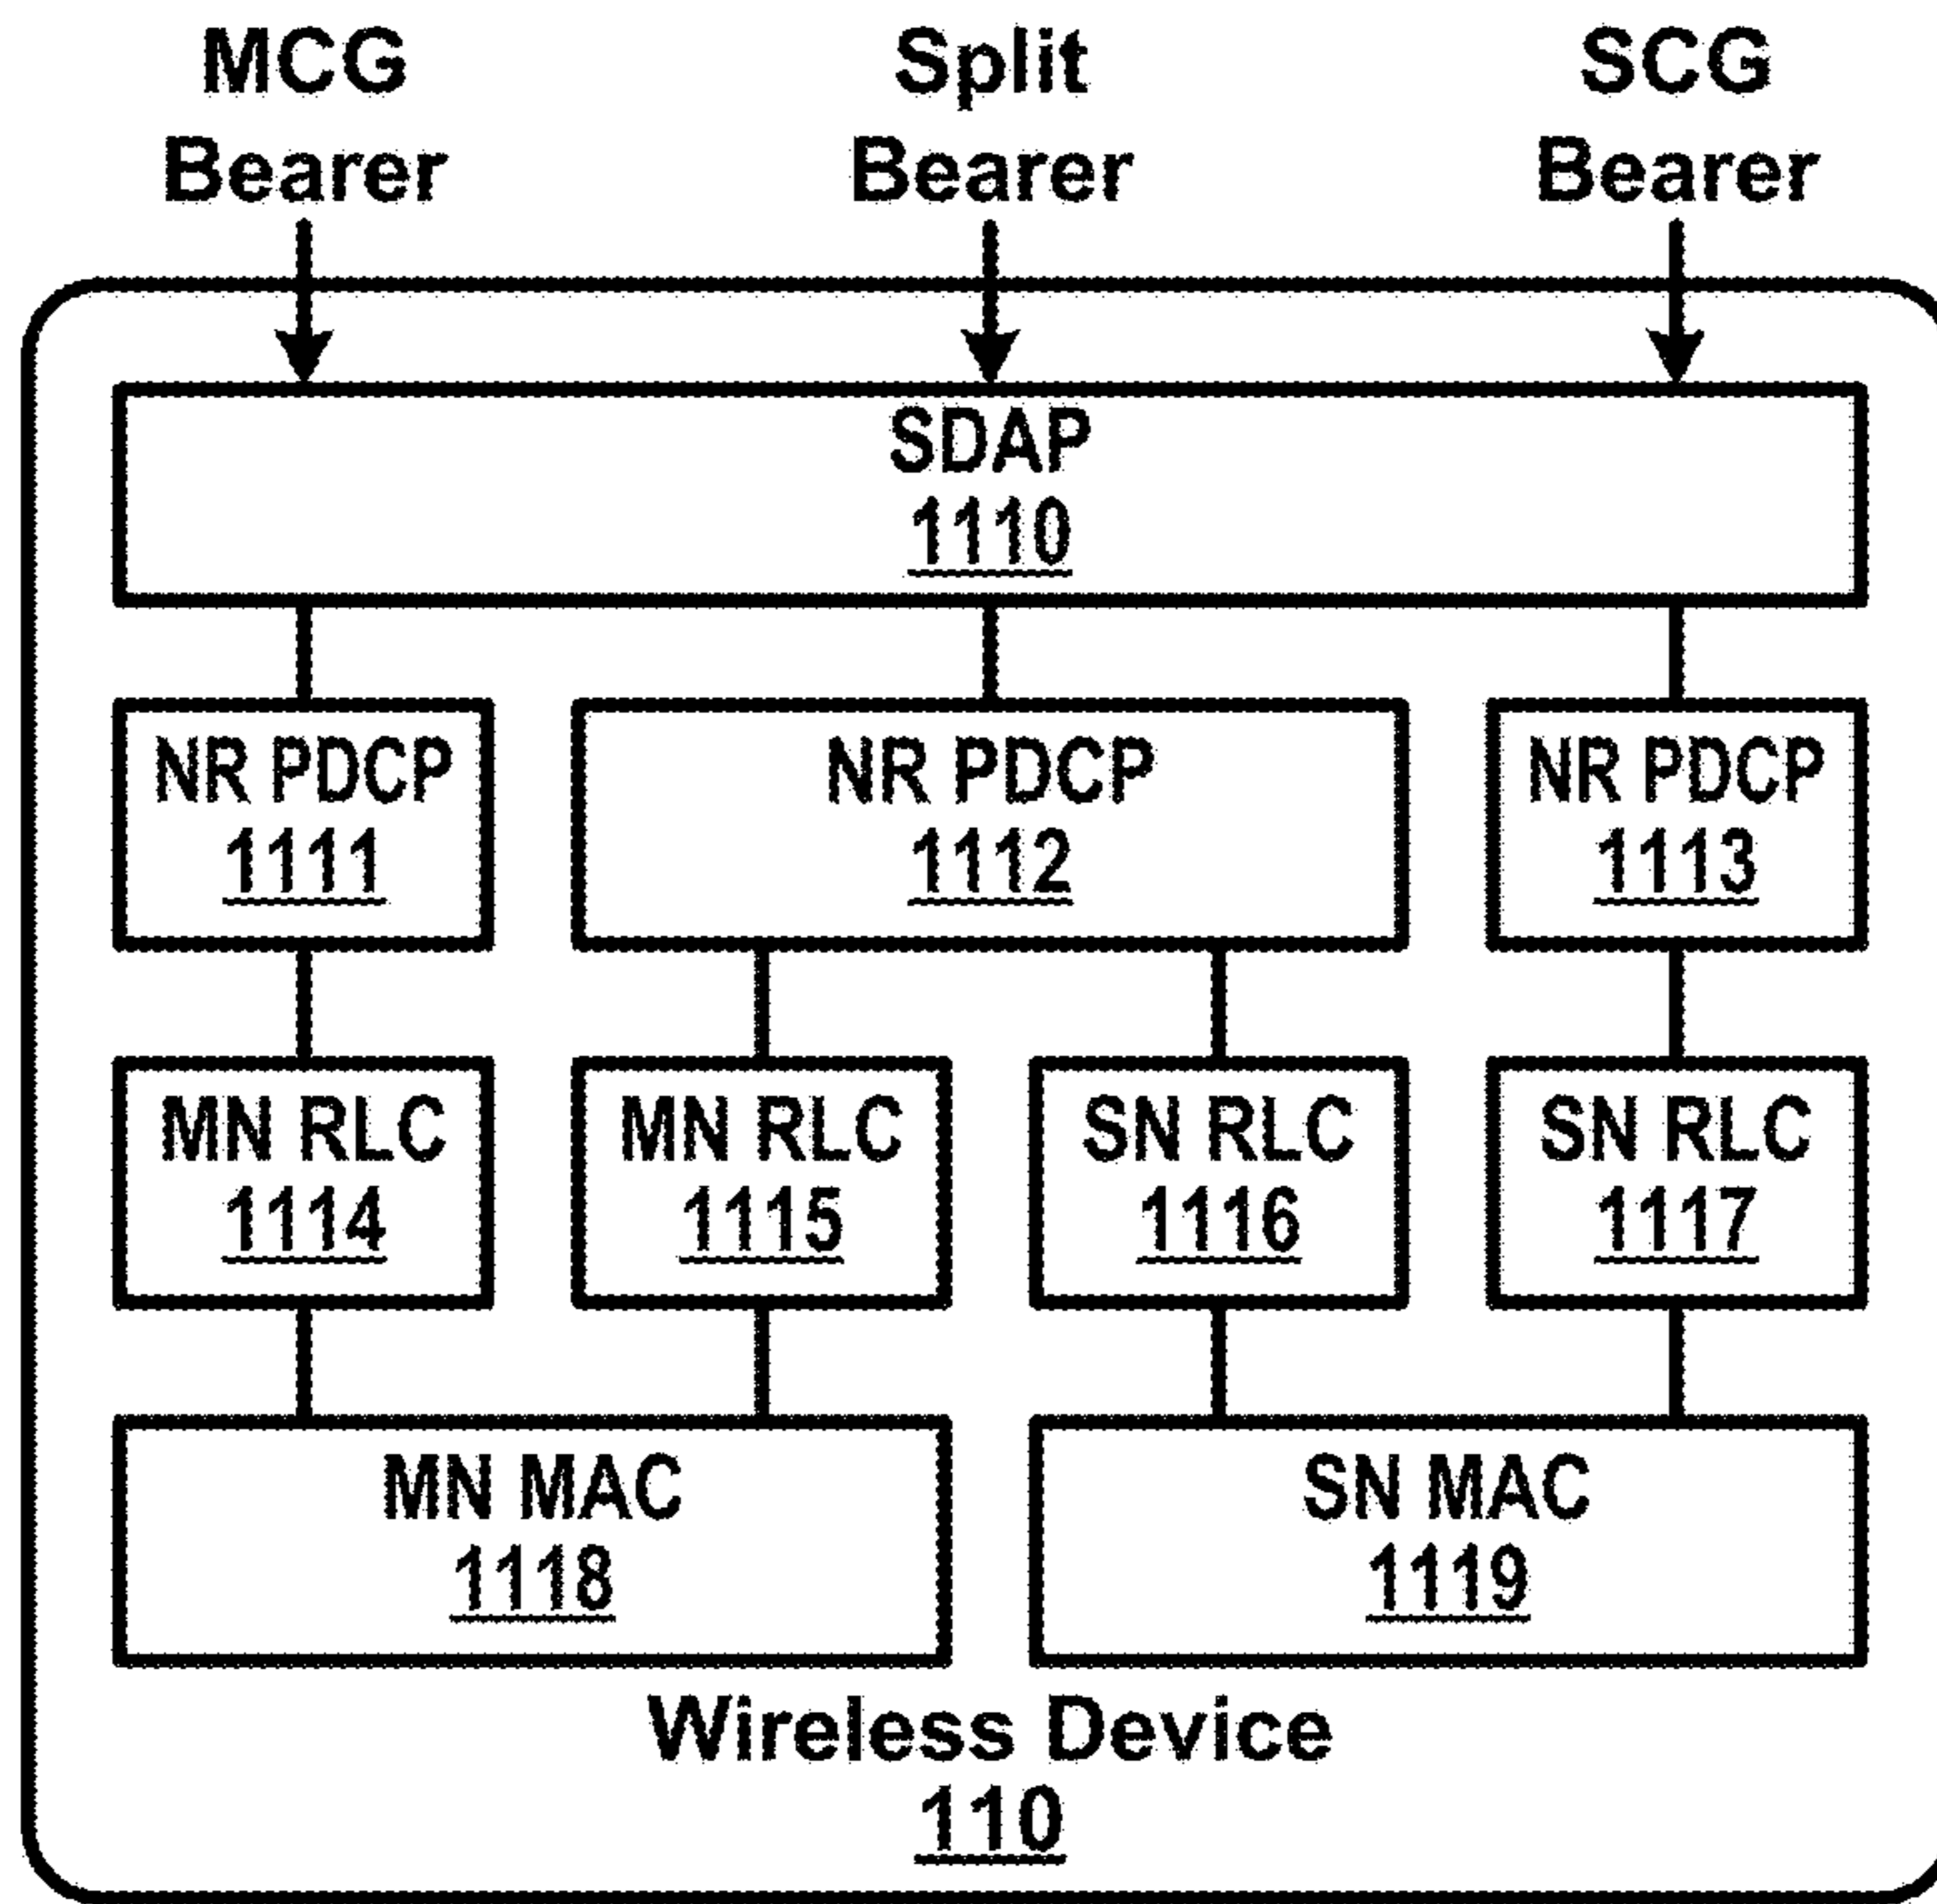 MCG
Bearer
Split
Bearer
SCG
Bearer
SDAP
1110
NR PDCP
1111
NR PDCP
1112
NR PDCP
1113
MN RLC
1114
MN RLC
1115
SN RLC
1116
SN RLC
1117
MN MAC
1118
SN MAC
1119
Wireless Device
110